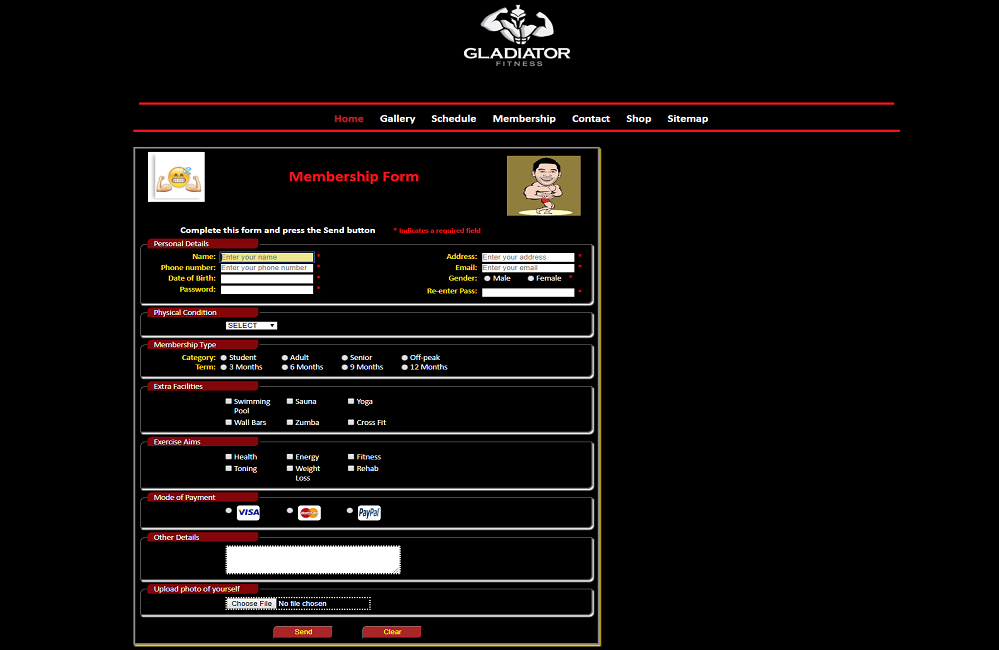 GLADIATOR
FITNESS
Home Gallery Schedule Membership Contact Shop Sitemap
Membership Form
Complete this form and press the Send button * Indicates a required field
Personal Details
Name: Enter your name * Address: Enter your address *
Phone number: Enter your phone number * Email: Enter your email *
Date of Birth: * Gender: Male Female *
Password: * Re-enter Pass: *
Physical Condition
SELECT
Membership Type
Category: Student Adult Senior Off-peak
Term: 3 Months 6 Months 9 Months 12 Months
Extra Facilities
Swimming Pool Sauna Yoga
Wall Bars Zumba Cross Fit
Exercise Aims
Health Energy Fitness
Toning Weight Loss Rehab
Mode of Payment
VISA MasterCard PayPal
Other Details
Upload photo of yourself
Choose File No file chosen
Send Clear